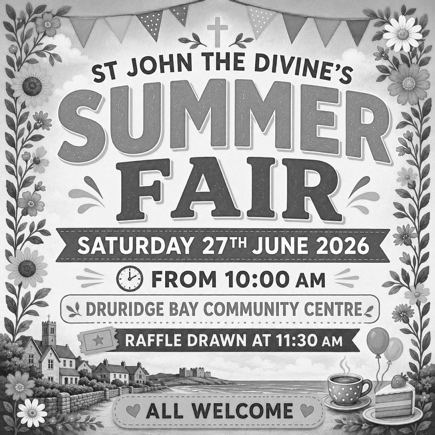 ST JOHN THE DIVINE'S
SUMMER
FAIR
SATURDAY 27TH JUNE 2026
FROM 10:00 AM
DRURIDGE BAY COMMUNITY CENTRE
RAFFLE DRAWN AT 11:30 AM
ALL WELCOME